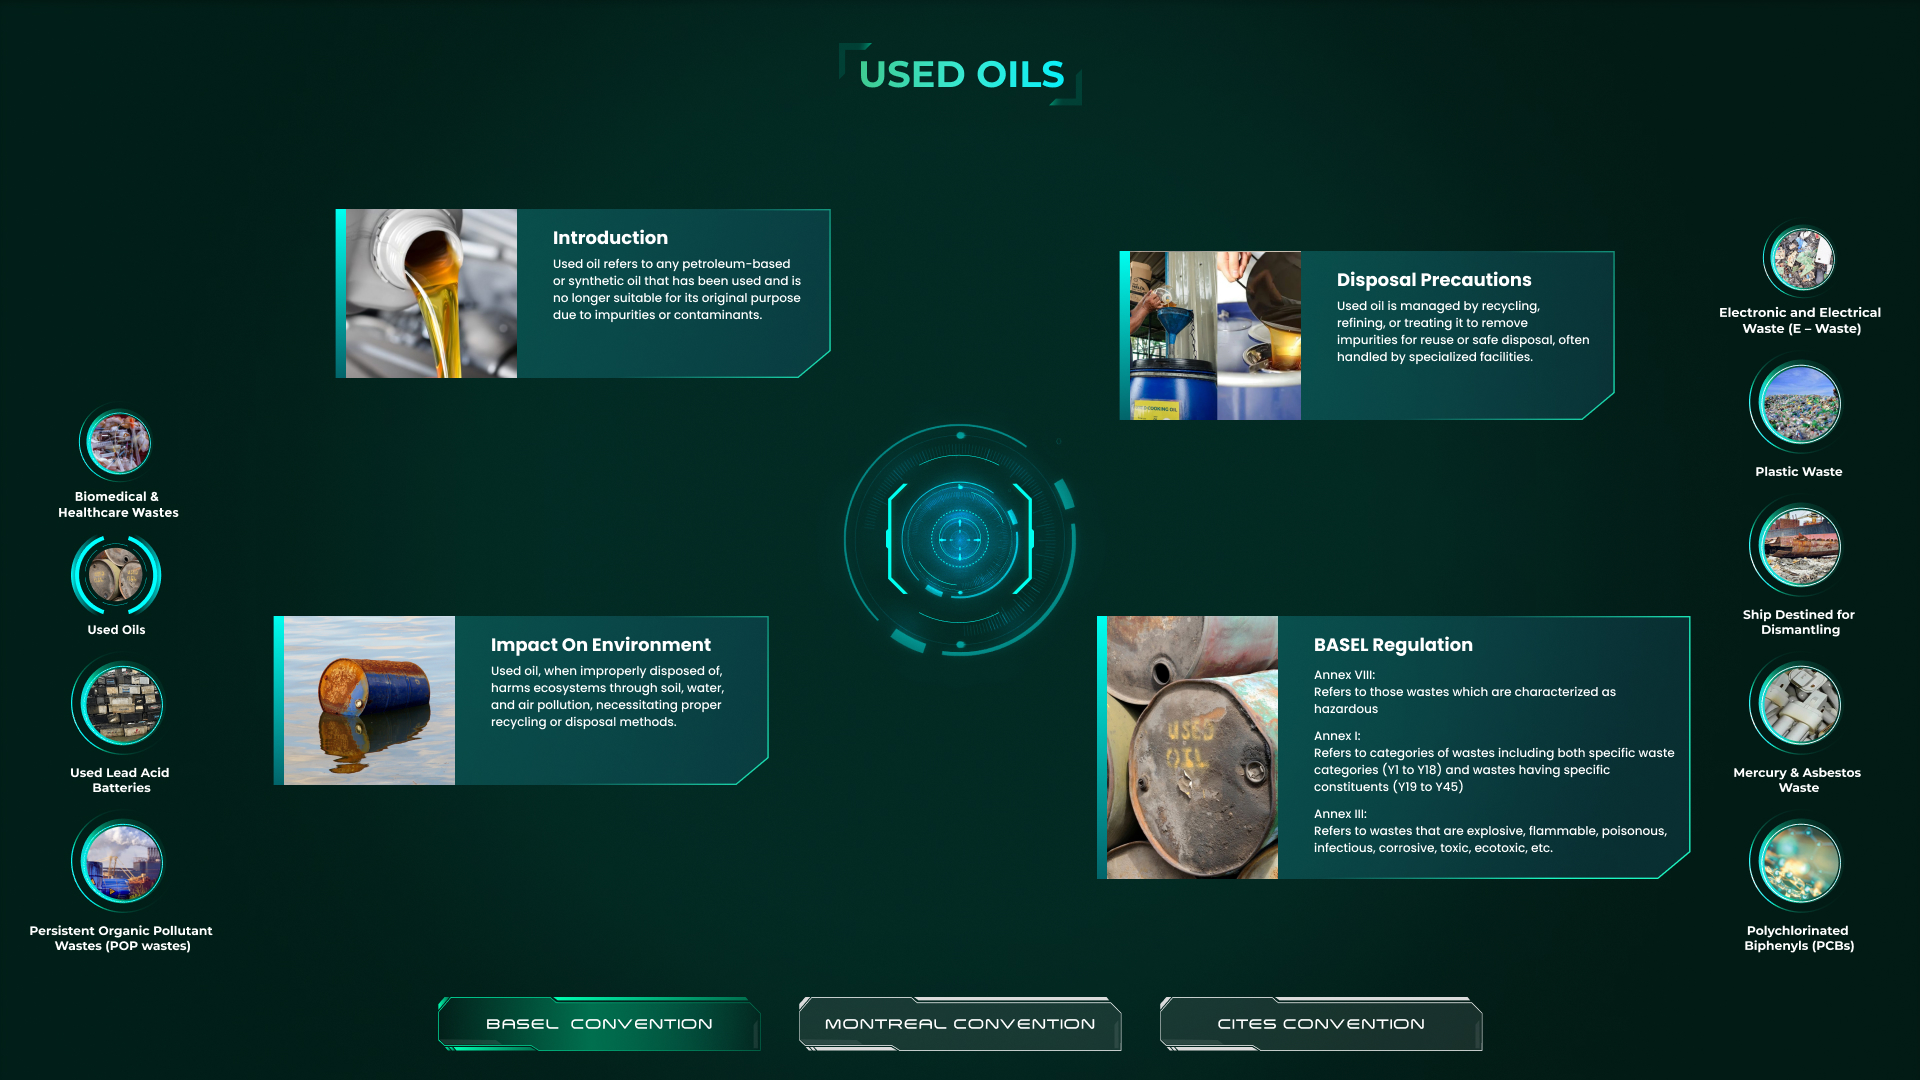 USED OILS
Introduction
Used oil refers to any petroleum-based
or synthetic oil that has been used and is
no longer suitable for its original purpose
due to impurities or contaminants.
Disposal Precautions
Used oil is managed by recycling,
refining, or treating it to remove
impurities for reuse or safe disposal, often
handled by specialized facilities.
Impact On Environment
Used oil, when improperly disposed of,
harms ecosystems through soil, water,
and air pollution, necessitating proper
recycling or disposal methods.
USED
OIL
BASEL Regulation
Annex VIII:
Refers to those wastes which are characterized as
hazardous
Annex I:
Refers to categories of wastes including both specific waste
categories (Y1 to Y18) and wastes having specific
constituents (Y19 to Y45)
Annex III:
Refers to wastes that are explosive, flammable, poisonous,
infectious, corrosive, toxic, ecotoxic, etc.
Biomedical &
Healthcare Wastes
Used Oils
Used Lead Acid
Batteries
Persistent Organic Pollutant
Wastes (POP wastes)
Electronic and Electrical
Waste (E – Waste)
Plastic Waste
Ship Destined for
Dismantling
Mercury & Asbestos
Waste
Polychlorinated
Biphenyls (PCBs)
BASEL CONVENTION
MONTREAL CONVENTION
CITES CONVENTION